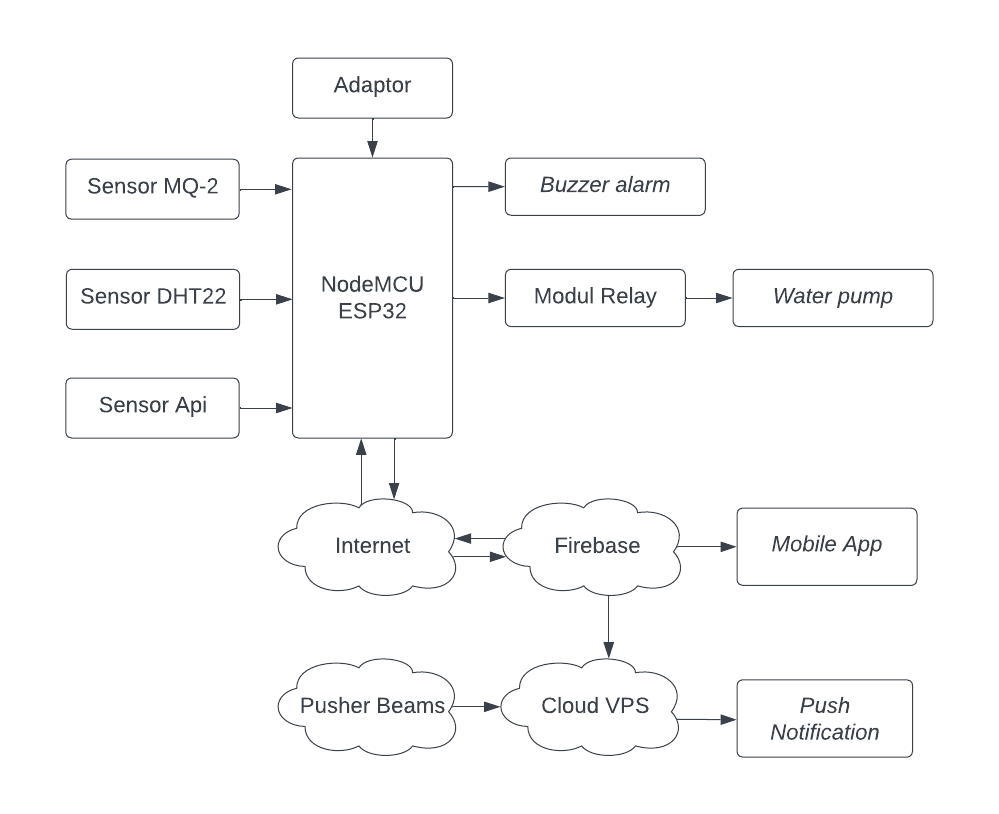 Adaptor
Sensor MQ-2
Buzzer alarm
NodeMCU
ESP32
Sensor DHT22
Modul Relay
Water pump
Sensor Api
Internet
Firebase
Mobile App
Pusher Beams
Cloud VPS
Push
Notification